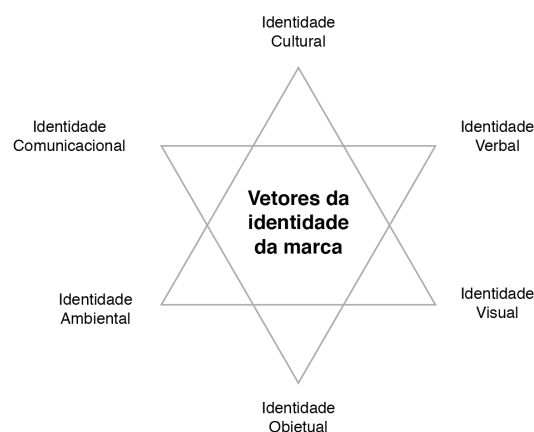 Identidade
Cultural
Identidade
Comunicacional
Identidade
Verbal
Vetores da
identidade
da marca
Identidade
Ambiental
Identidade
Visual
Identidade
Objetual